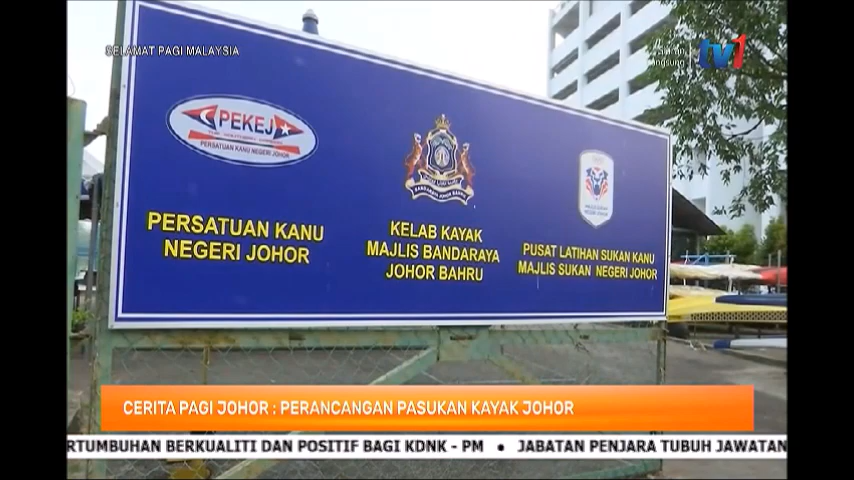 SELAMAT PAGI MALAYSIA
tv1
PEKEJ
PERSATUAN KANU NEGERI JOHOR
PERSATUAN KANU
NEGERI JOHOR
KELAB KAYAK
MAJLIS BANDARAYA
JOHOR BAHRU
PUSAT LATIHAN SUKAN KANU
MAJLIS SUKAN NEGERI JOHOR
CERITA PAGI JOHOR : PERANCANGAN PASUKAN KAYAK JOHOR
RTUMBUHAN BERKUALITI DAN POSITIF BAGI KDNK - PM • JABATAN PENJARA TUBUH JAWATAN